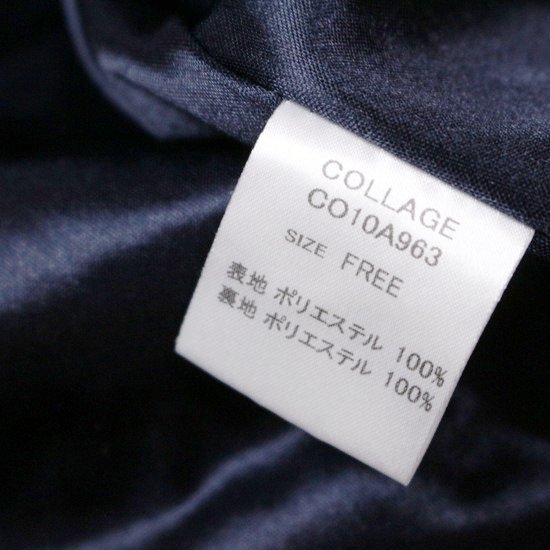 COLLAGE
CO10A963
SIZE FREE
表地 ポリエステル 100%
裏地 ポリエステル 100%